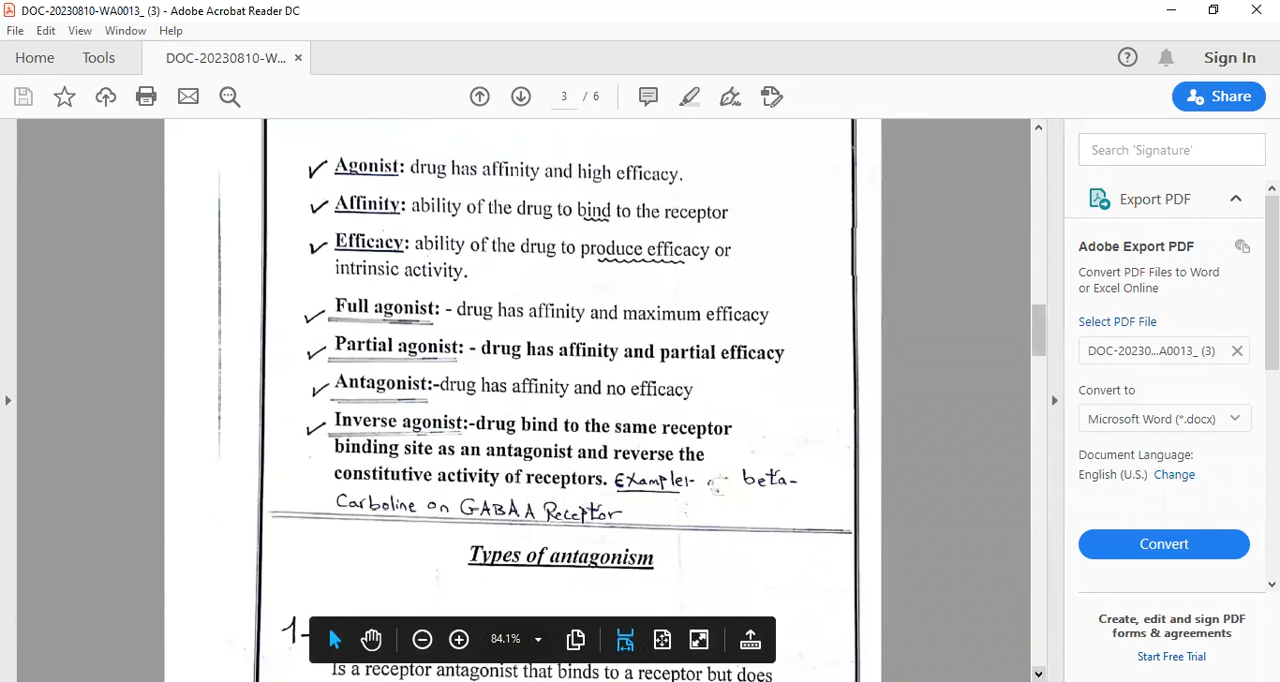 DOC-20230810-WA0013_ (3) - Adobe Acrobat Reader DC
File Edit View Window Help
Home Tools DOC-20230810-W... ×
Sign In
3 / 6
Share
Agonist: drug has affinity and high efficacy.
Affinity: ability of the drug to bind to the receptor
Efficacy: ability of the drug to produce efficacy or
intrinsic activity.
Full agonist: - drug has affinity and maximum efficacy
Partial agonist: - drug has affinity and partial efficacy
Antagonist:-drug has affinity and no efficacy
Inverse agonist:-drug bind to the same receptor
binding site as an antagonist and reverse the
constitutive activity of receptors. Example:- beta-
Carboline on GABA A Receptor
Types of antagonism
1-
Is a receptor antagonist that binds to a receptor but does
84.1%
Search 'Signature'
Export PDF
Adobe Export PDF
Convert PDF Files to Word
or Excel Online
Select PDF File
DOC-20230...A0013_ (3)
Convert to
Microsoft Word (*.docx)
Document Language:
English (U.S.) Change
Convert
Create, edit and sign PDF
forms & agreements
Start Free Trial